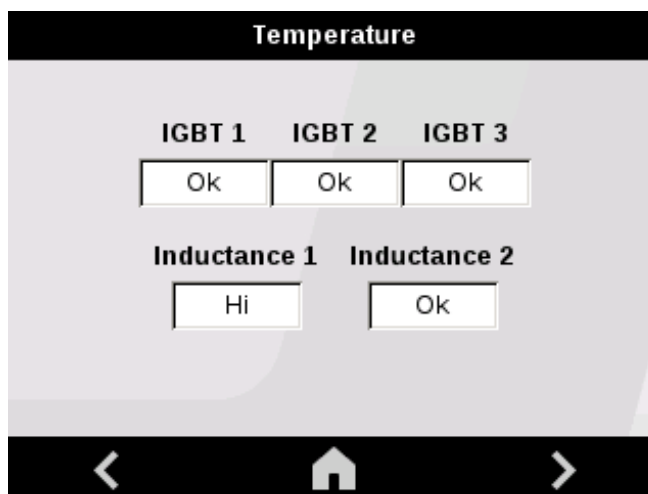 Temperature
IGBT 1 IGBT 2 IGBT 3
Ok Ok Ok
Inductance 1 Inductance 2
Hi Ok